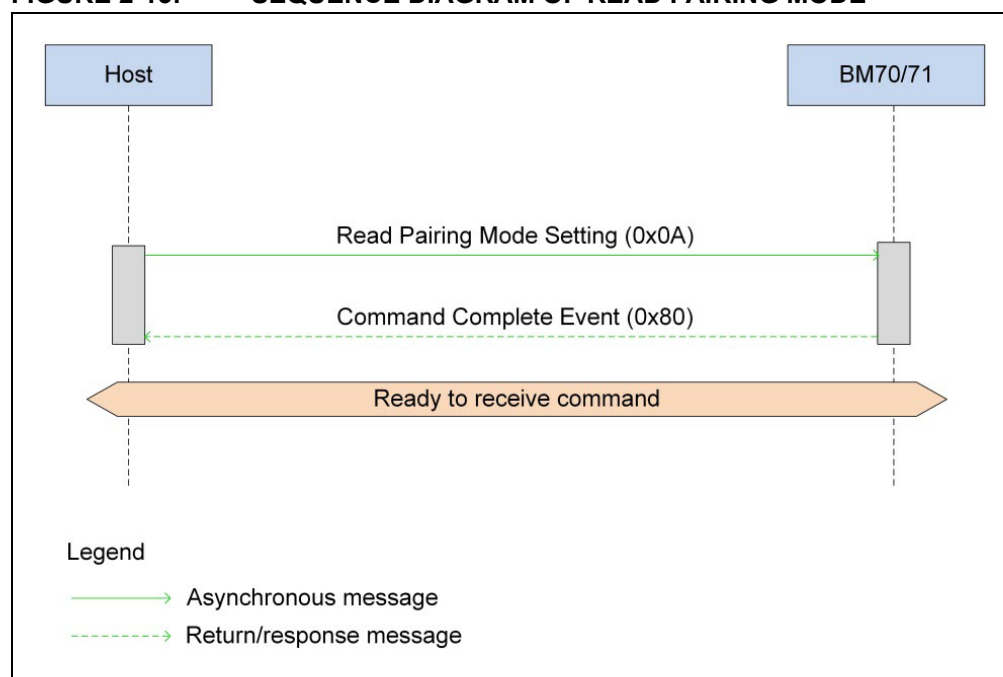 Host
BM70/71
Read Pairing Mode Setting (0x0A)
Command Complete Event (0x80)
Ready to receive command
Legend
Asynchronous message
Return/response message